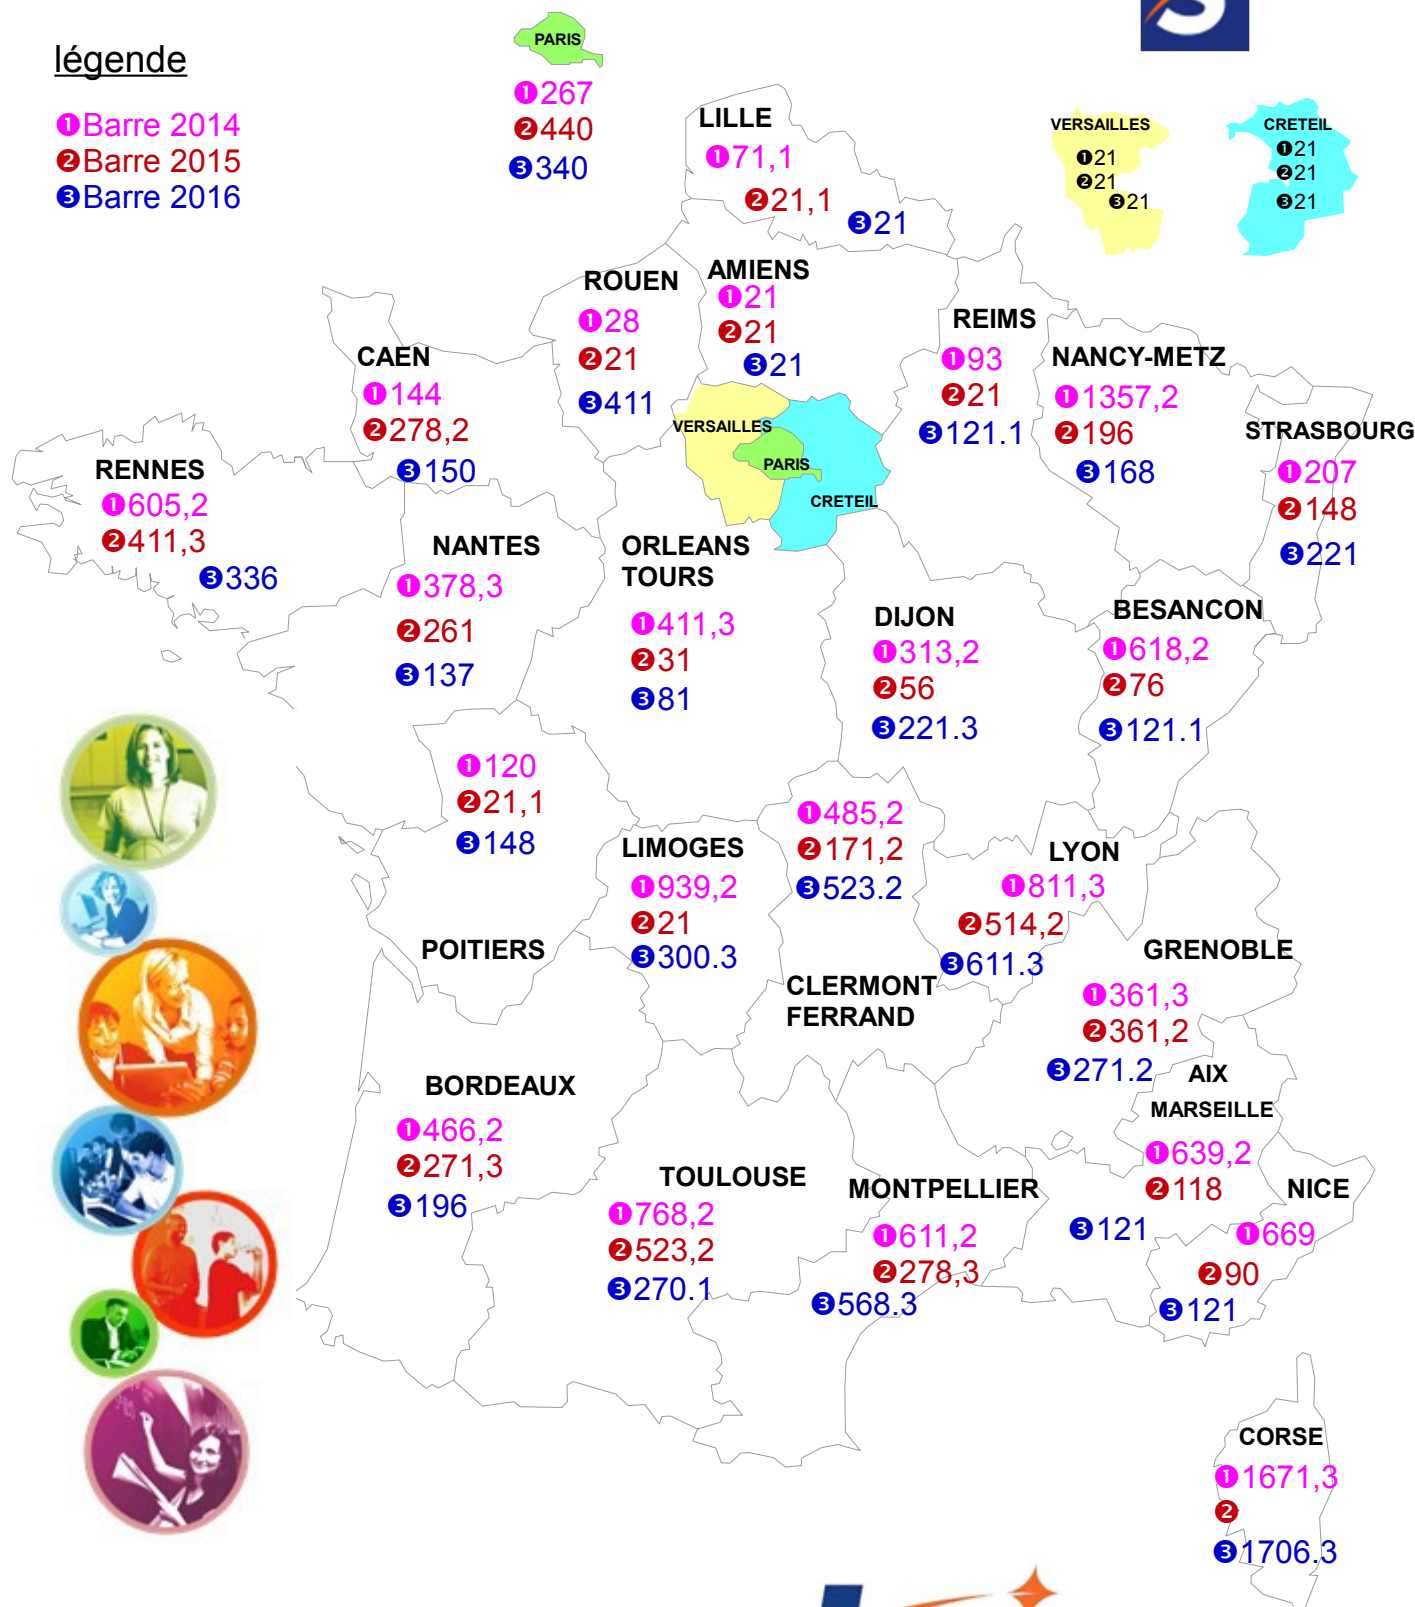 légende
❶Barre 2014
❷Barre 2015
❸Barre 2016
PARIS
❶267
❷440
❸340
LILLE
❶71,1
❷21,1
❸21
VERSAILLES
❶21
❷21
❸21
CRETEIL
❶21
❷21
❸21
ROUEN
❶28
❷21
❸411
AMIENS
❶21
❷21
❸21
REIMS
❶93
❷21
❸121.1
NANCY-METZ
❶1357,2
❷196
❸168
STRASBOURG
❶207
❷148
❸221
CAEN
❶144
❷278,2
❸150
VERSAILLES
PARIS
CRETEIL
RENNES
❶605,2
❷411,3
❸336
NANTES
❶378,3
❷261
❸137
ORLEANS
TOURS
❶411,3
❷31
❸81
DIJON
❶313,2
❷56
❸221.3
BESANCON
❶618,2
❷76
❸121.1
❶120
❷21,1
❸148
POITIERS
LIMOGES
❶939,2
❷21
❸300.3
❶485,2
❷171,2
❸523.2
CLERMONT
FERRAND
LYON
❶811,3
❷514,2
❸611.3
GRENOBLE
❶361,3
❷361,2
❸271.2
AIX
MARSEILLE
❶639,2
❷118
❸121
BORDEAUX
❶466,2
❷271,3
❸196
TOULOUSE
❶768,2
❷523,2
❸270.1
MONTPELLIER
❶611,2
❷278,3
❸568.3
NICE
❶669
❷90
❸121
CORSE
❶1671,3
❷
❸1706.3